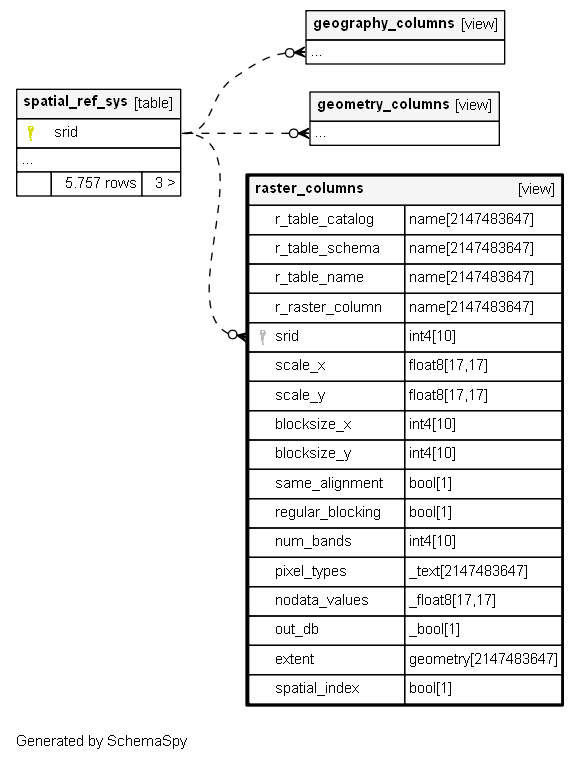 geography_columns [view]
...
spatial_ref_sys [table]
srid
...
5.757 rows 3 >
geometry_columns [view]
...
raster_columns [view]
r_table_catalog name[2147483647]
r_table_schema name[2147483647]
r_table_name name[2147483647]
r_raster_column name[2147483647]
srid int4[10]
scale_x float8[17,17]
scale_y float8[17,17]
blocksize_x int4[10]
blocksize_y int4[10]
same_alignment bool[1]
regular_blocking bool[1]
num_bands int4[10]
pixel_types _text[2147483647]
nodata_values _float8[17,17]
out_db _bool[1]
extent geometry[2147483647]
spatial_index bool[1]
Generated by SchemaSpy